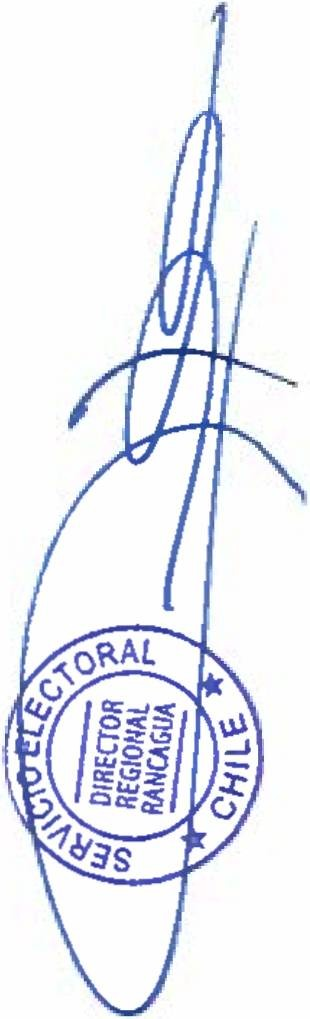 SERVICIO ELECTORAL
DIRECTOR
REGIONAL
RANCAGUA
★ CHILE ★